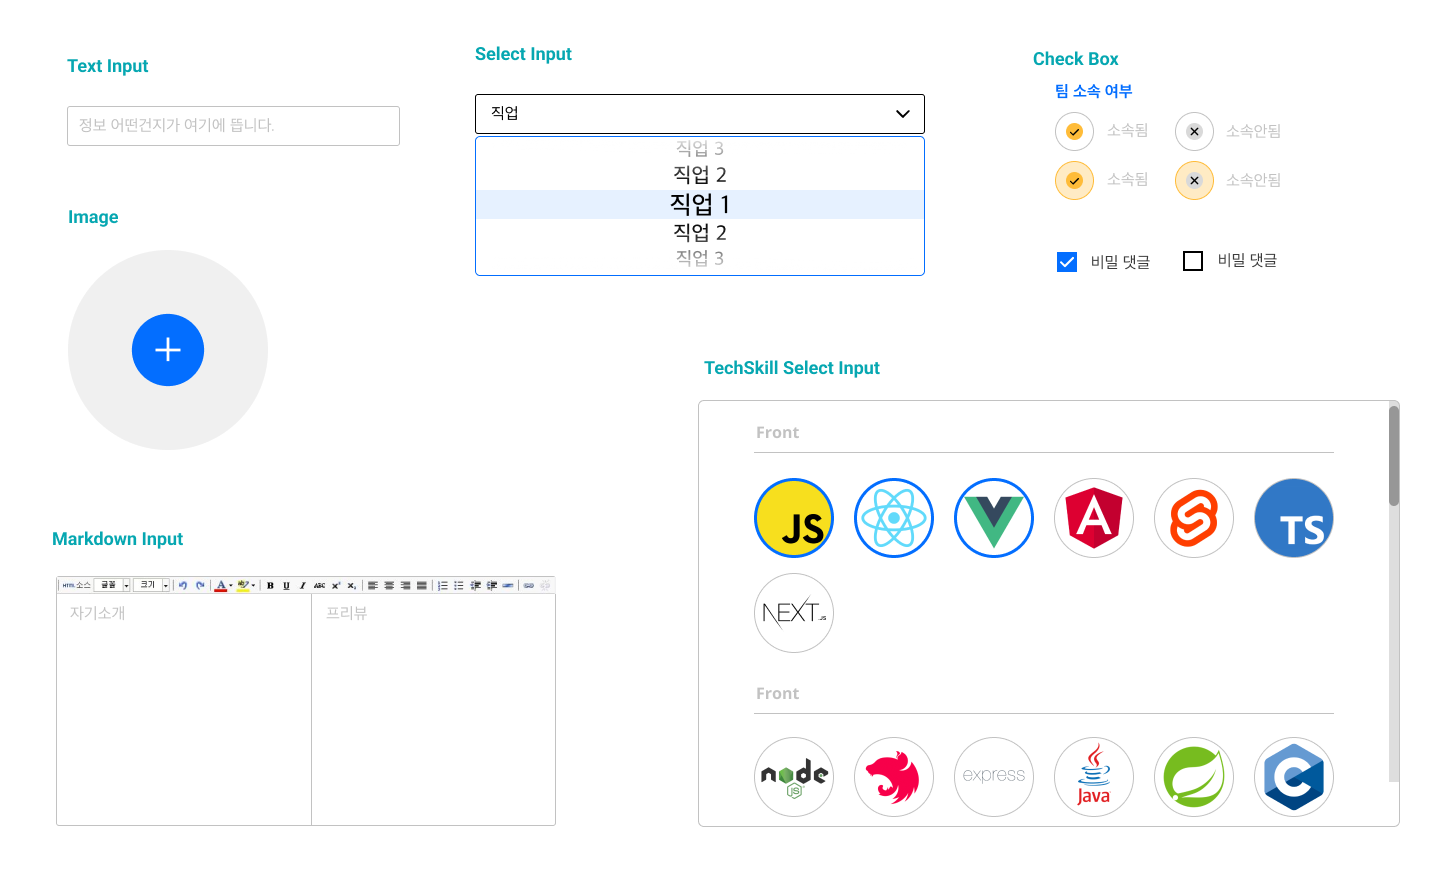 Text Input
정보 어떤건지가 여기에 뜹니다.
Select Input
직업
직업 3
직업 2
직업 1
직업 2
직업 3
Check Box
팀 소속 여부
소속됨
소속안됨
소속됨
소속안됨
비밀 댓글
비밀 댓글
Image
TechSkill Select Input
Front
JS
A
TS
NEXT.JS
Front
node
JS
express
Java
C
Markdown Input
HTML 소스 글꼴 크기 A B U I ABC x² x₂
자기소개
프리뷰